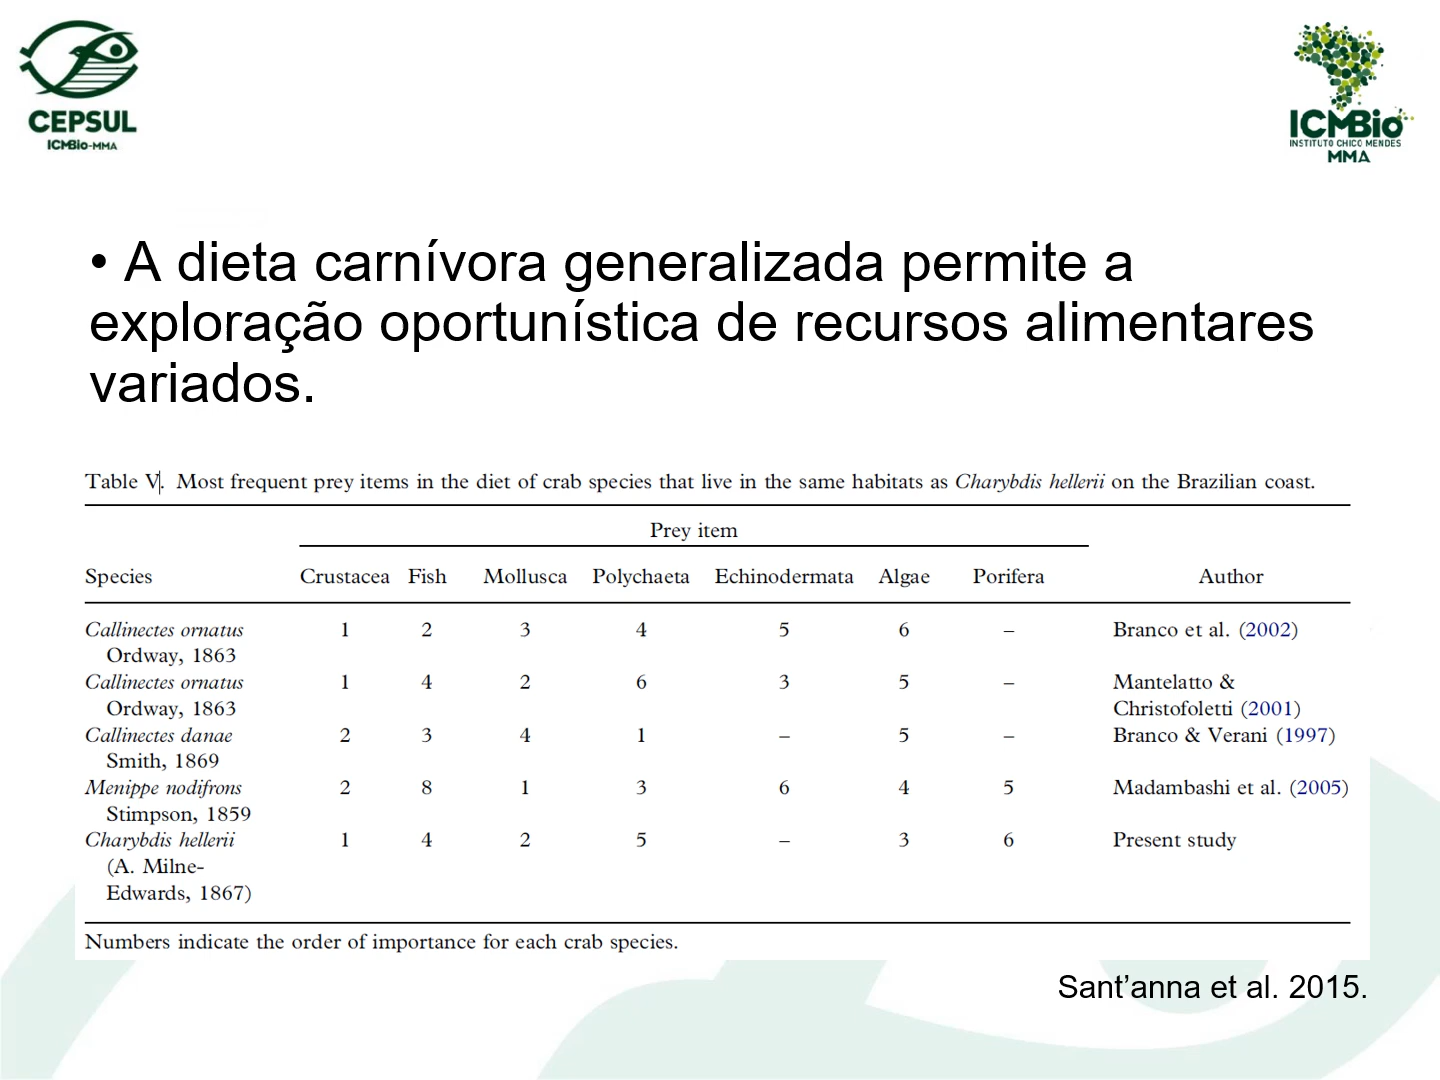 CEPSUL
ICMBio-MMA
ICMBio
INSTITUTO CHICO MENDES
MMA
• A dieta carnívora generalizada permite a
exploração oportunística de recursos alimentares
variados.
Table V. Most frequent prey items in the diet of crab species that live in the same habitats as Charybdis hellerii on the Brazilian coast.
Prey item
Species Crustacea Fish Mollusca Polychaeta Echinodermata Algae Porifera Author
Callinectes ornatus 1 2 3 4 5 6 – Branco et al. (2002)
Ordway, 1863
Callinectes ornatus 1 4 2 6 3 5 – Mantelatto &
Ordway, 1863 Christofoletti (2001)
Callinectes danae 2 3 4 1 – 5 – Branco & Verani (1997)
Smith, 1869
Menippe nodifrons 2 8 1 3 6 4 5 Madambashi et al. (2005)
Stimpson, 1859
Charybdis hellerii 1 4 2 5 – 3 6 Present study
(A. Milne-
Edwards, 1867)
Numbers indicate the order of importance for each crab species.
Sant’anna et al. 2015.